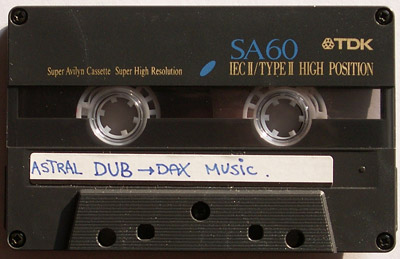 SA60 TDK
Super Avilyn Cassette Super High Resolution IEC II/TYPE II HIGH POSITION
ASTRAL DUB → DAX MUSIC.